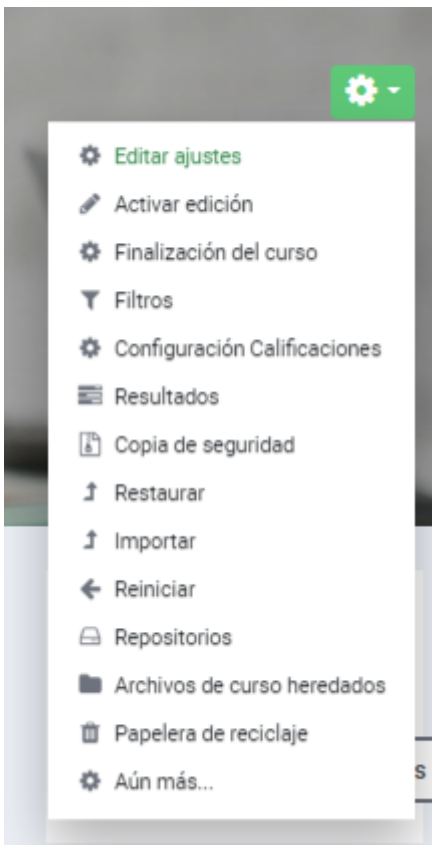 Editar ajustes
Activar edición
Finalización del curso
Filtros
Configuración Calificaciones
Resultados
Copia de seguridad
Restaurar
Importar
Reiniciar
Repositorios
Archivos de curso heredados
Papelera de reciclaje
Aún más...
s